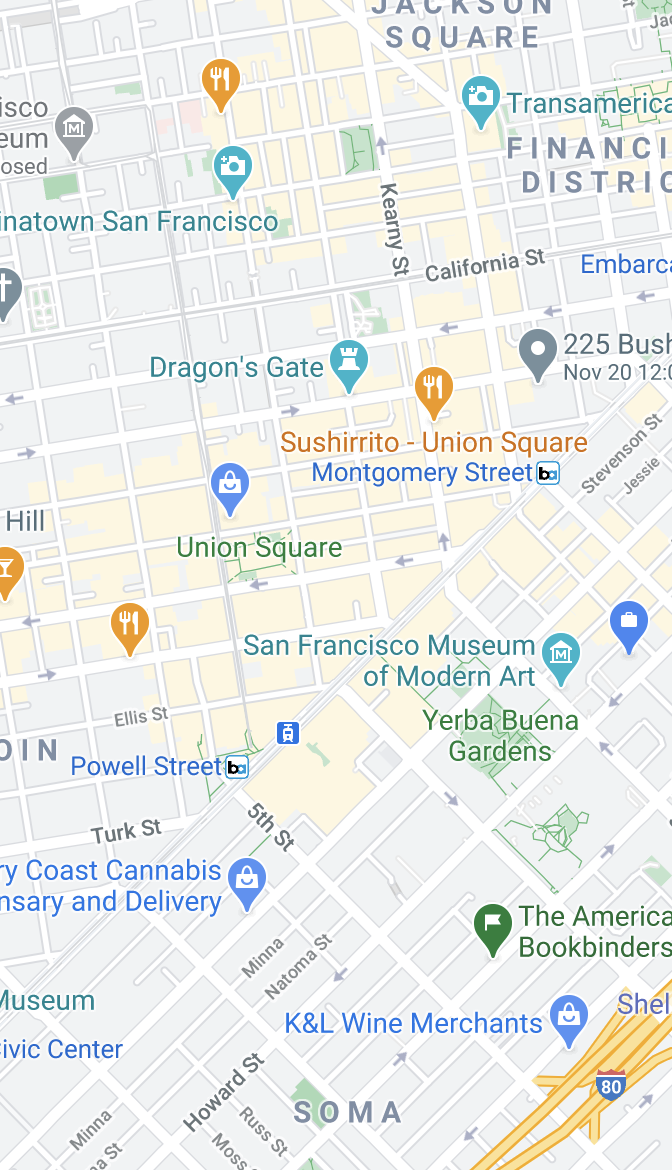 JACKSON
SQUARE
isco
eum
osed
Transamerica
FINANCI
DISTRIC
inatown San Francisco
Kearny St
California St
Embarca
225 Bush
Nov 20 12:0
Dragon's Gate
Sushirrito - Union Square
Montgomery Street
ba
Stevenson St
Jessie
Hill
Union Square
San Francisco Museum
of Modern Art
Yerba Buena
Gardens
Ellis St
OIN
Powell Street
ba
5th St
Turk St
ry Coast Cannabis
nsary and Delivery
The America
Bookbinders
Minna
Natoma St
Museum
Shel
K&L Wine Merchants
Civic Center
80
Howard St
SOMA
Russ St
Minna
Moss
na St